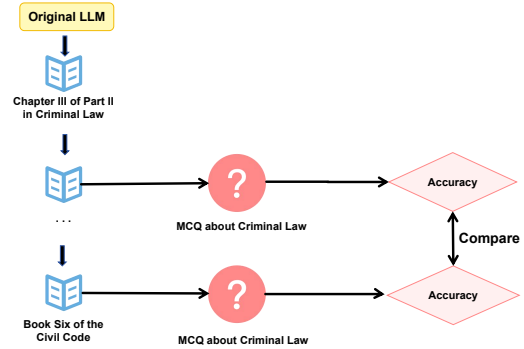 Original LLM
Chapter III of Part II
in Criminal Law
?
Accuracy
...
MCQ about Criminal Law
Compare
?
Accuracy
Book Six of the
Civil Code
MCQ about Criminal Law